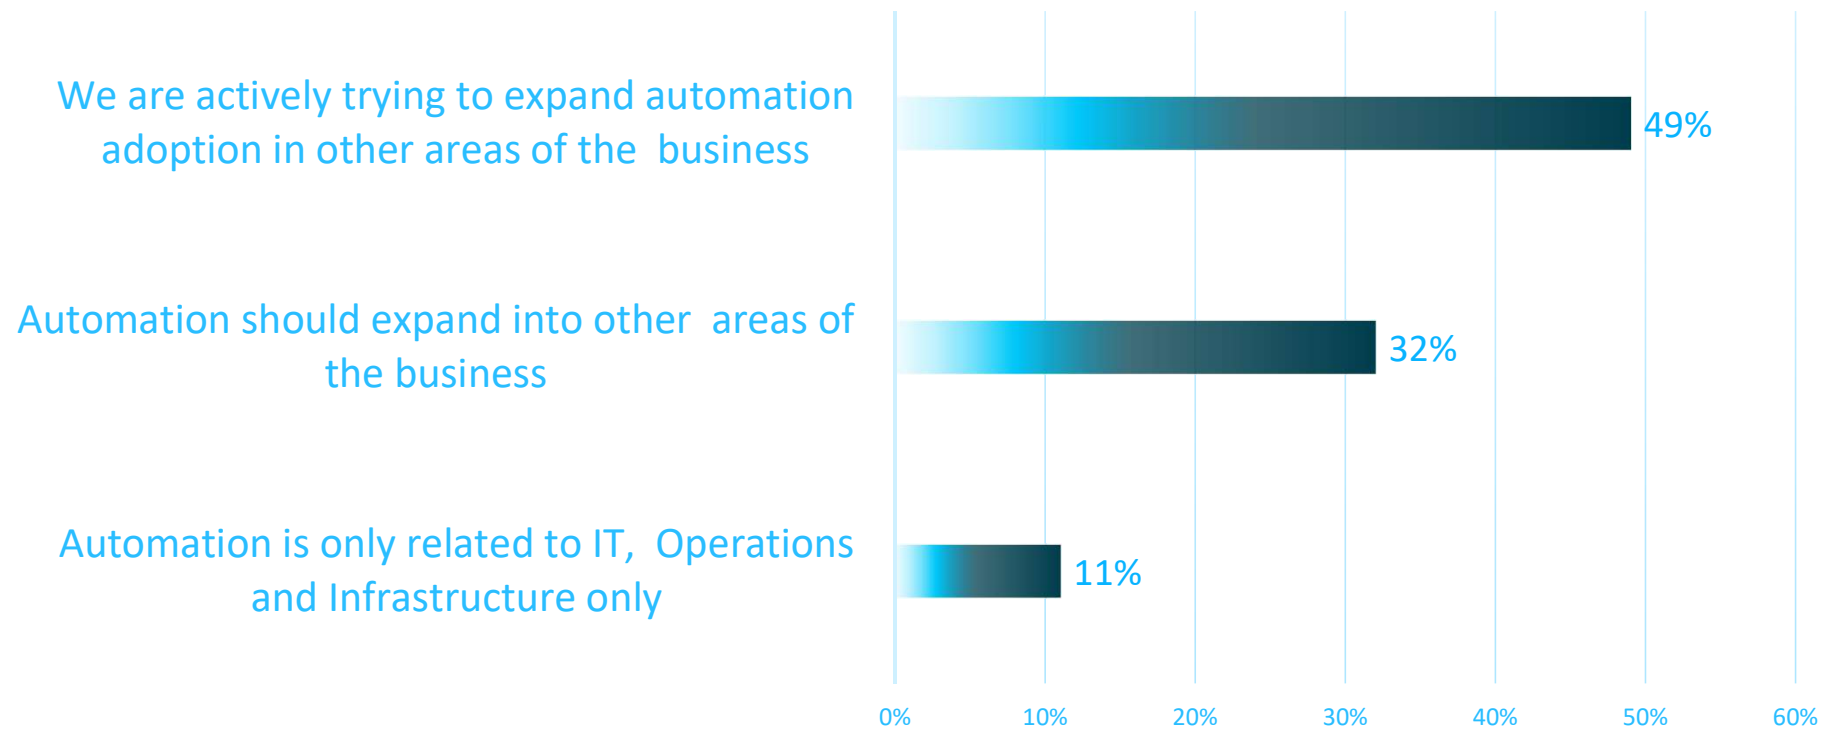 We are actively trying to expand automation
adoption in other areas of the  business
49%
Automation should expand into other  areas of
the business
32%
Automation is only related to IT,  Operations
and Infrastructure only
11%
0% 10% 20% 30% 40% 50% 60%